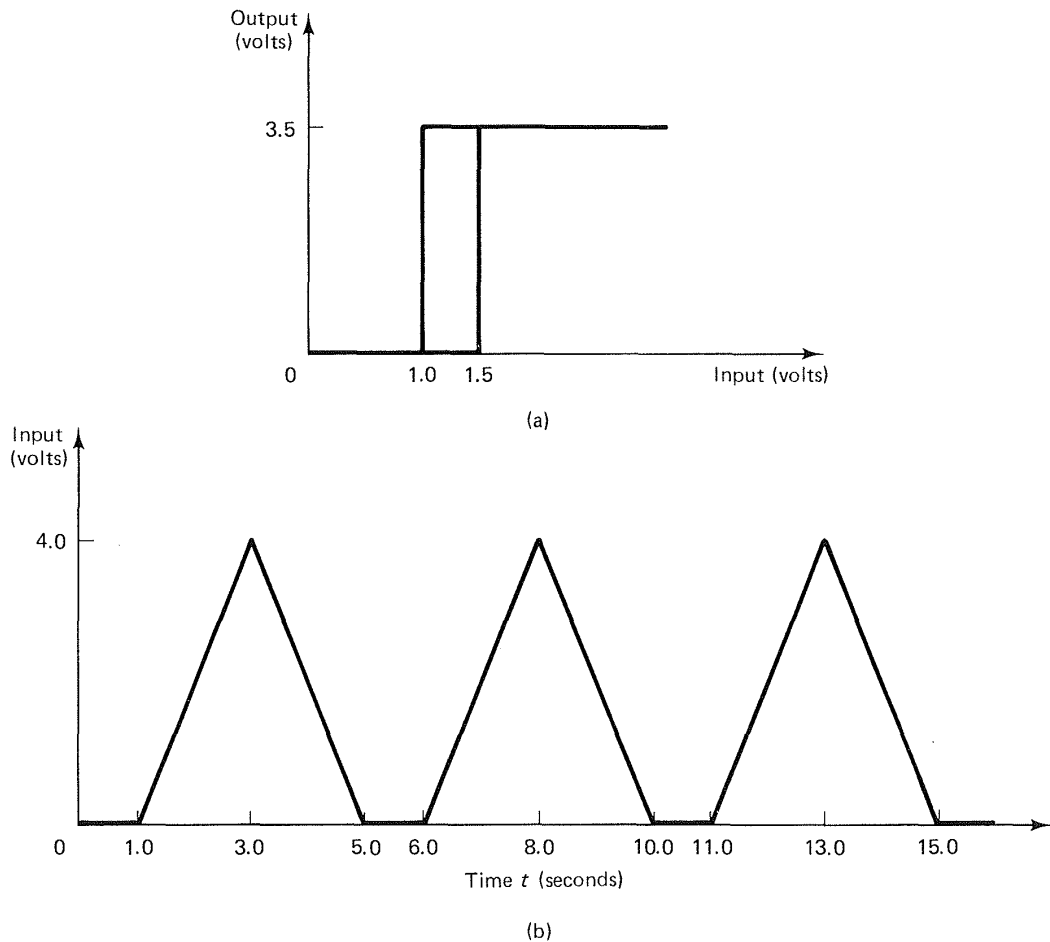 Output
(volts)
3.5
0 1.0 1.5 Input (volts)
(a)
Input
(volts)
4.0
0 1.0 3.0 5.0 6.0 8.0 10.0 11.0 13.0 15.0
Time t (seconds)
(b)